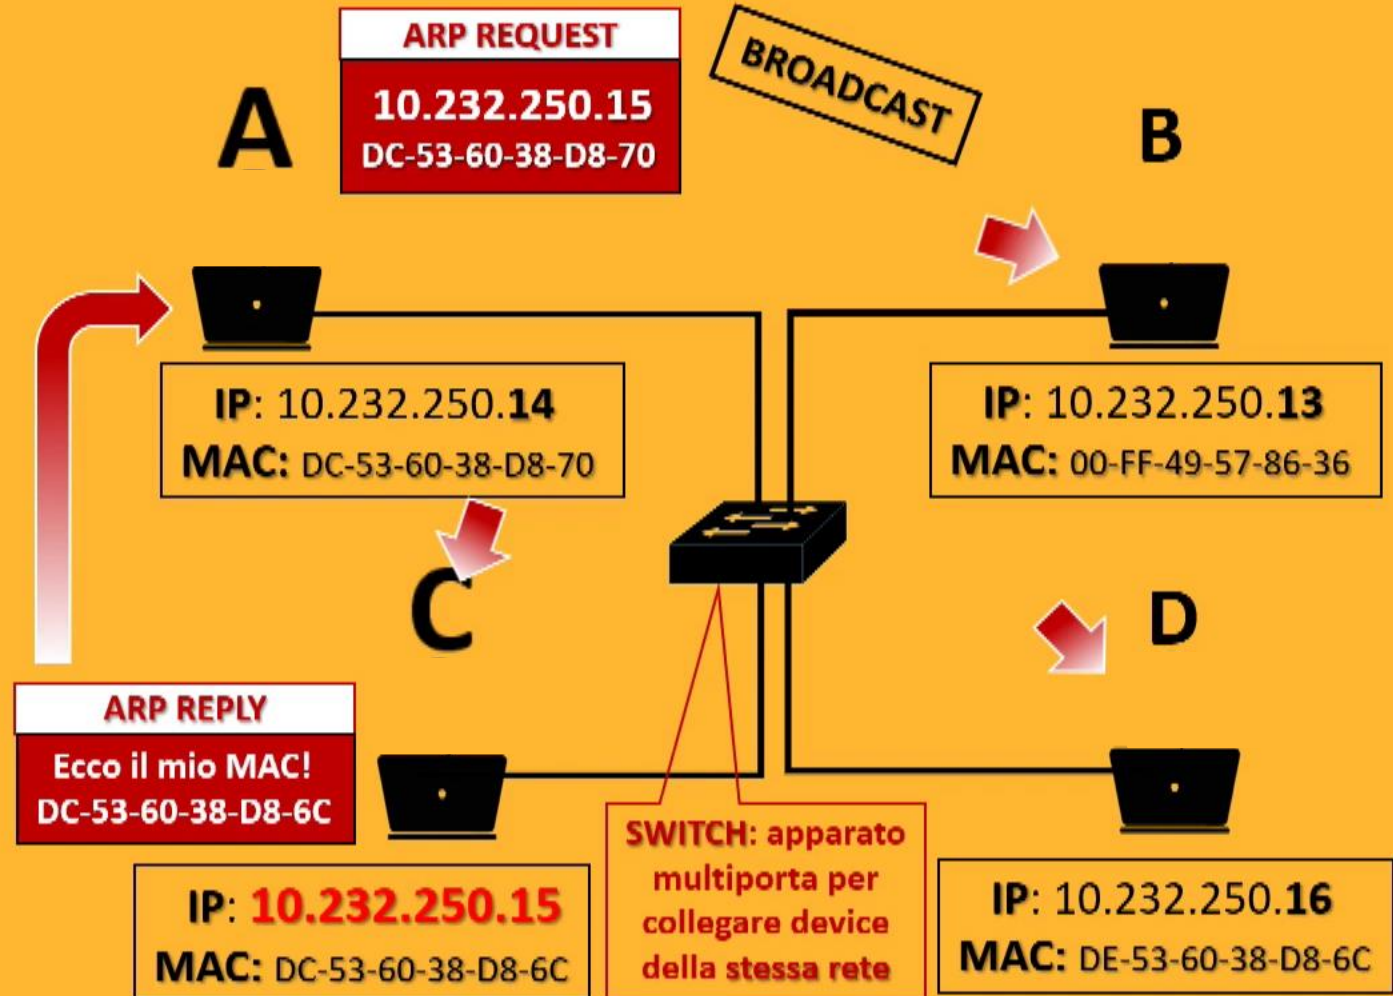 ARP REQUEST
10.232.250.15
DC-53-60-38-D8-70
BROADCAST
A
B
IP: 10.232.250.14
MAC: DC-53-60-38-D8-70
IP: 10.232.250.13
MAC: 00-FF-49-57-86-36
C
D
ARP REPLY
Ecco il mio MAC!
DC-53-60-38-D8-6C
IP: 10.232.250.15
MAC: DC-53-60-38-D8-6C
SWITCH: apparato
multiporta per
collegare device
della stessa rete
IP: 10.232.250.16
MAC: DE-53-60-38-D8-6C